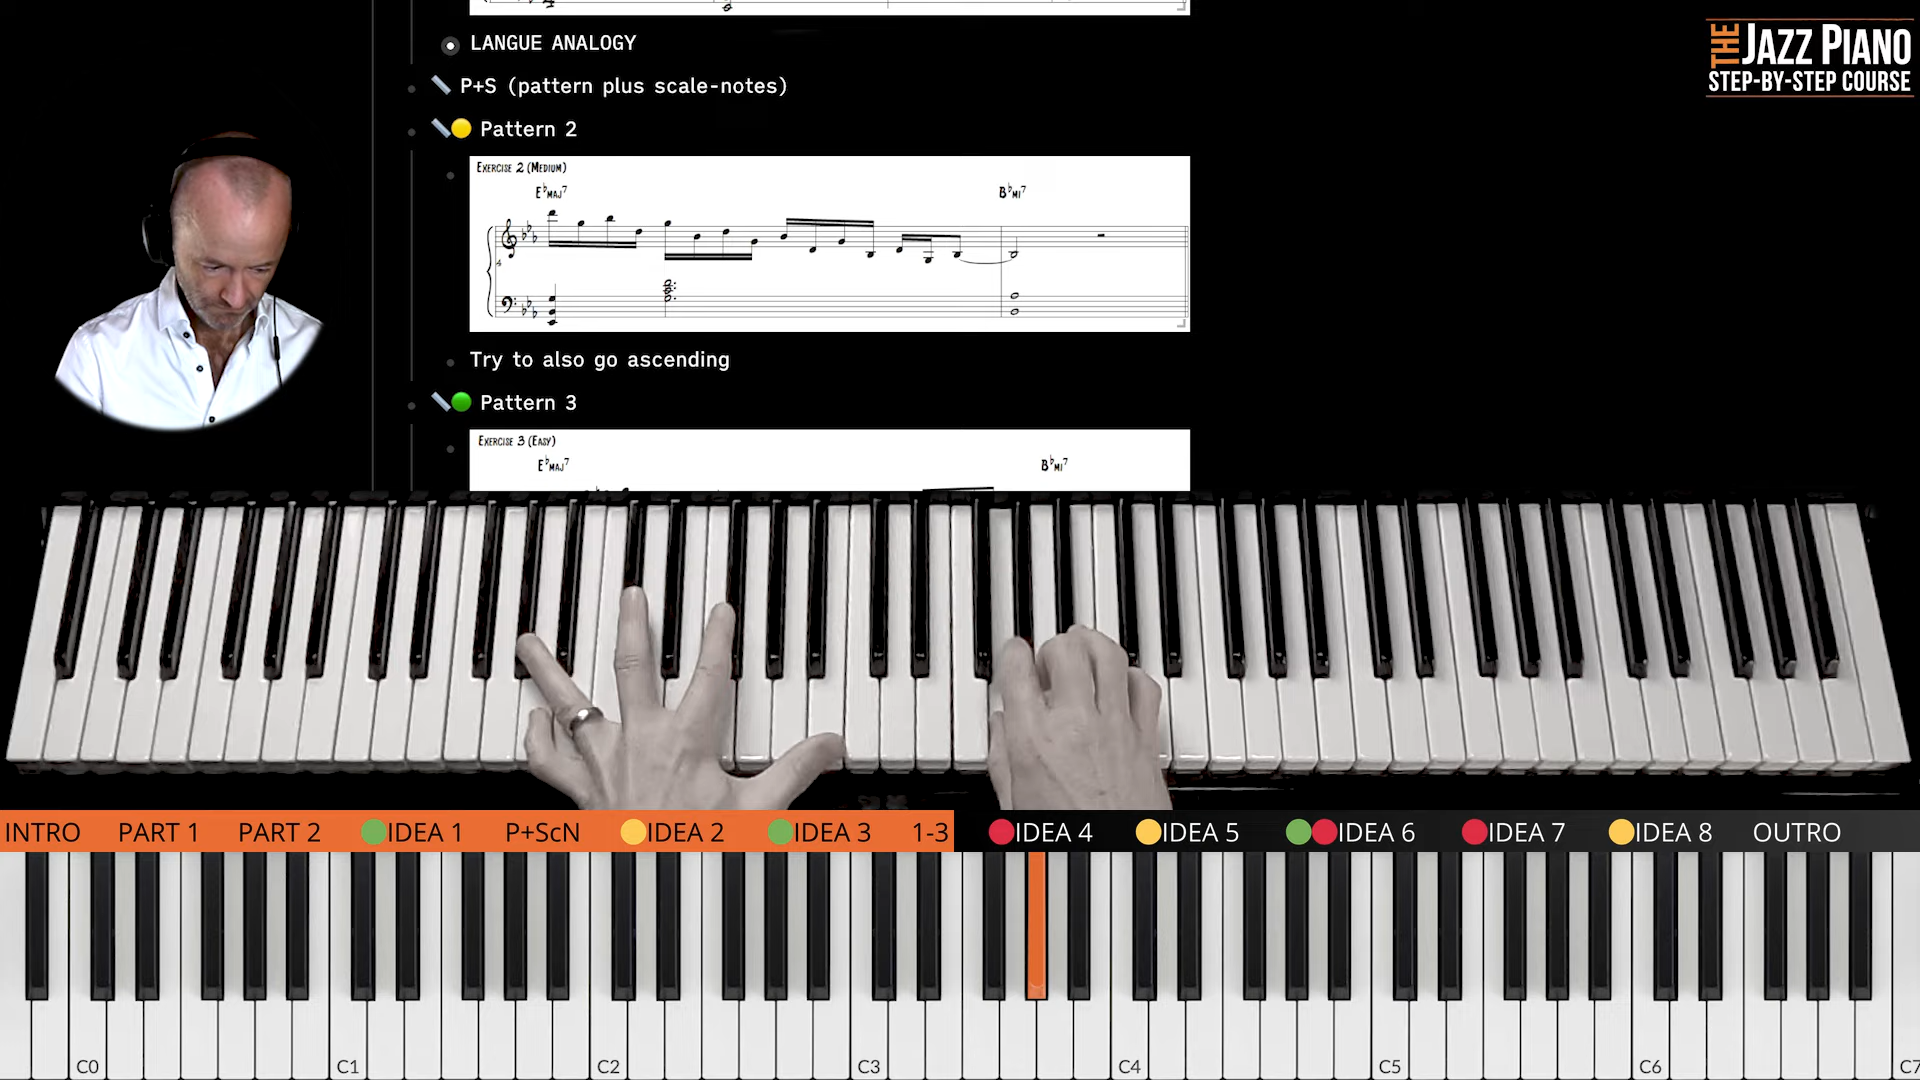 LANGUE ANALOGY
P+S (pattern plus scale-notes)
Pattern 2
EXERCISE 2 (MEDIUM)
E♭MAJ7 B♭MI7
4
Try to also go ascending
Pattern 3
EXERCISE 3 (EASY)
E♭MAJ7 B♭MI7
THE JAZZ PIANO
STEP-BY-STEP COURSE
INTRO PART 1 PART 2 IDEA 1 P+ScN IDEA 2 IDEA 3 1-3 IDEA 4 IDEA 5 IDEA 6 IDEA 7 IDEA 8 OUTRO
C0 C1 C2 C3 C4 C5 C6 C7